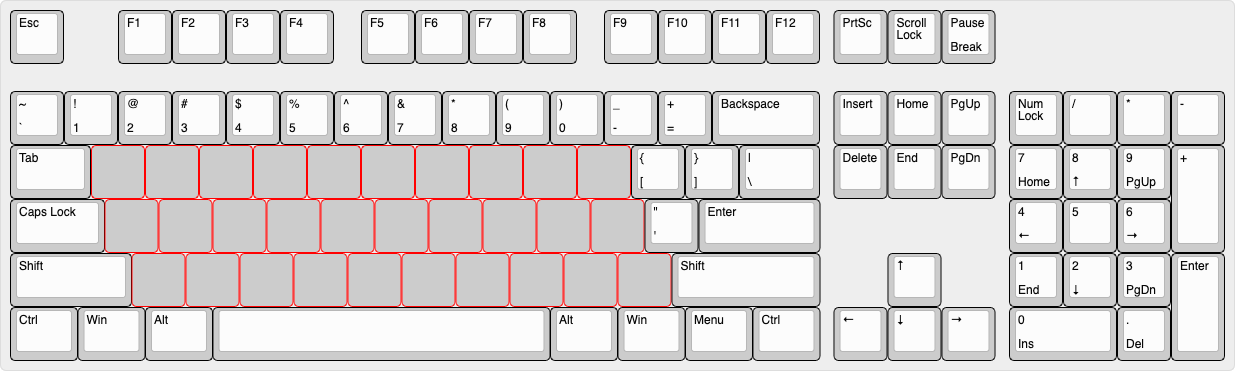 Esc F1 F2 F3 F4 F5 F6 F7 F8 F9 F10 F11 F12 PrtSc Scroll Pause
Lock
Break
~ ! @ # $ % ^ & * ( ) _ + Backspace Insert Home PgUp Num / * -
Lock
` 1 2 3 4 5 6 7 8 9 0 - =
Tab { } | Delete End PgDn 7 8 9 +
[ ] \ Home ↑ PgUp
Caps Lock " Enter 4 5 6
' ← →
Shift Shift ↑ 1 2 3 Enter
End ↓ PgDn
Ctrl Win Alt Alt Win Menu Ctrl ← ↓ → 0 .
Ins Del